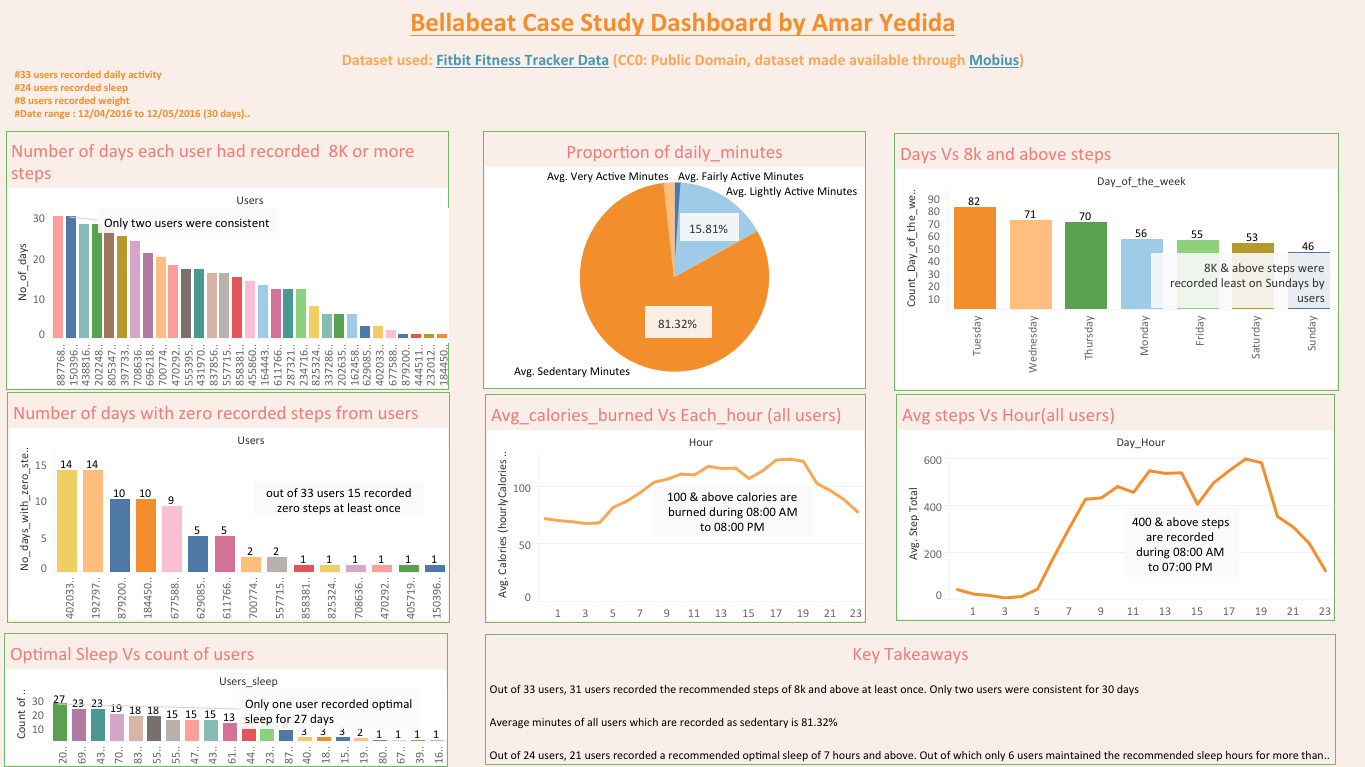 Bellabeat Case Study Dashboard by Amar Yedida
Dataset used: Fitbit Fitness Tracker Data (CC0: Public Domain, dataset made available through Mobius)
#33 users recorded daily activity
#24 users recorded sleep
#8 users recorded weight
#Date range : 12/04/2016 to 12/05/2016 (30 days)..
Number of days each user had recorded 8K or more
steps
Users
Only two users were consistent
No_of_days
30
20
10
0
887768..
150396..
438816..
202248..
805347..
397733..
708636..
696218..
700774..
470292..
555395..
431970..
837856..
557715..
858381..
455860..
164443..
611766..
287321..
234716..
825324..
337286..
202635..
162458..
629085..
402033..
677588..
879200..
444511..
232012..
184450..
Proportion of daily_minutes
Avg. Very Active Minutes
Avg. Fairly Active Minutes
Avg. Lightly Active Minutes
15.81%
81.32%
Avg. Sedentary Minutes
Days Vs 8k and above steps
Day_of_the_week
Count_Day_of_the_we..
90
80
70
60
50
40
30
20
10
82
71
70
56
55
53
46
8K & above steps were
recorded least on Sundays by
users
Tuesday
Wednesday
Thursday
Monday
Friday
Saturday
Sunday
Number of days with zero recorded steps from users
Users
No_days_with_zero_ste..
15
10
5
0
14
14
10
10
9
5
5
2
2
1
1
1
1
1
1
out of 33 users 15 recorded
zero steps at least once
402033..
192797..
879200..
184450..
677588..
629085..
611766..
700774..
557715..
858381..
825324..
708636..
470292..
405719..
150396..
Avg_calories_burned Vs Each_hour (all users)
Hour
Avg. Calories (hourlyCalories ..
100
50
0
100 & above calories are
burned during 08:00 AM
to 08:00 PM
1 3 5 7 9 11 13 15 17 19 21 23
Avg steps Vs Hour(all users)
Day_Hour
Avg. Step Total
600
400
200
0
400 & above steps
are recorded
during 08:00 AM
to 07:00 PM
1 3 5 7 9 11 13 15 17 19 21 23
Optimal Sleep Vs count of users
Users_sleep
Count of ..
30
20
10
27 23 23 19 18 18 15 15 15 13
3 3 3 2 1 1 1 1
Only one user recorded optimal
sleep for 27 days
20..
69..
43..
70..
83..
55..
55..
47..
43..
61..
44..
23..
87..
40..
18..
15..
19..
80..
67..
39..
16..
Key Takeaways
Out of 33 users, 31 users recorded the recommended steps of 8k and above at least once. Only two users were consistent for 30 days
Average minutes of all users which are recorded as sedentary is 81.32%
Out of 24 users, 21 users recorded a recommended optimal sleep of 7 hours and above. Out of which only 6 users maintained the recommended sleep hours for more than..